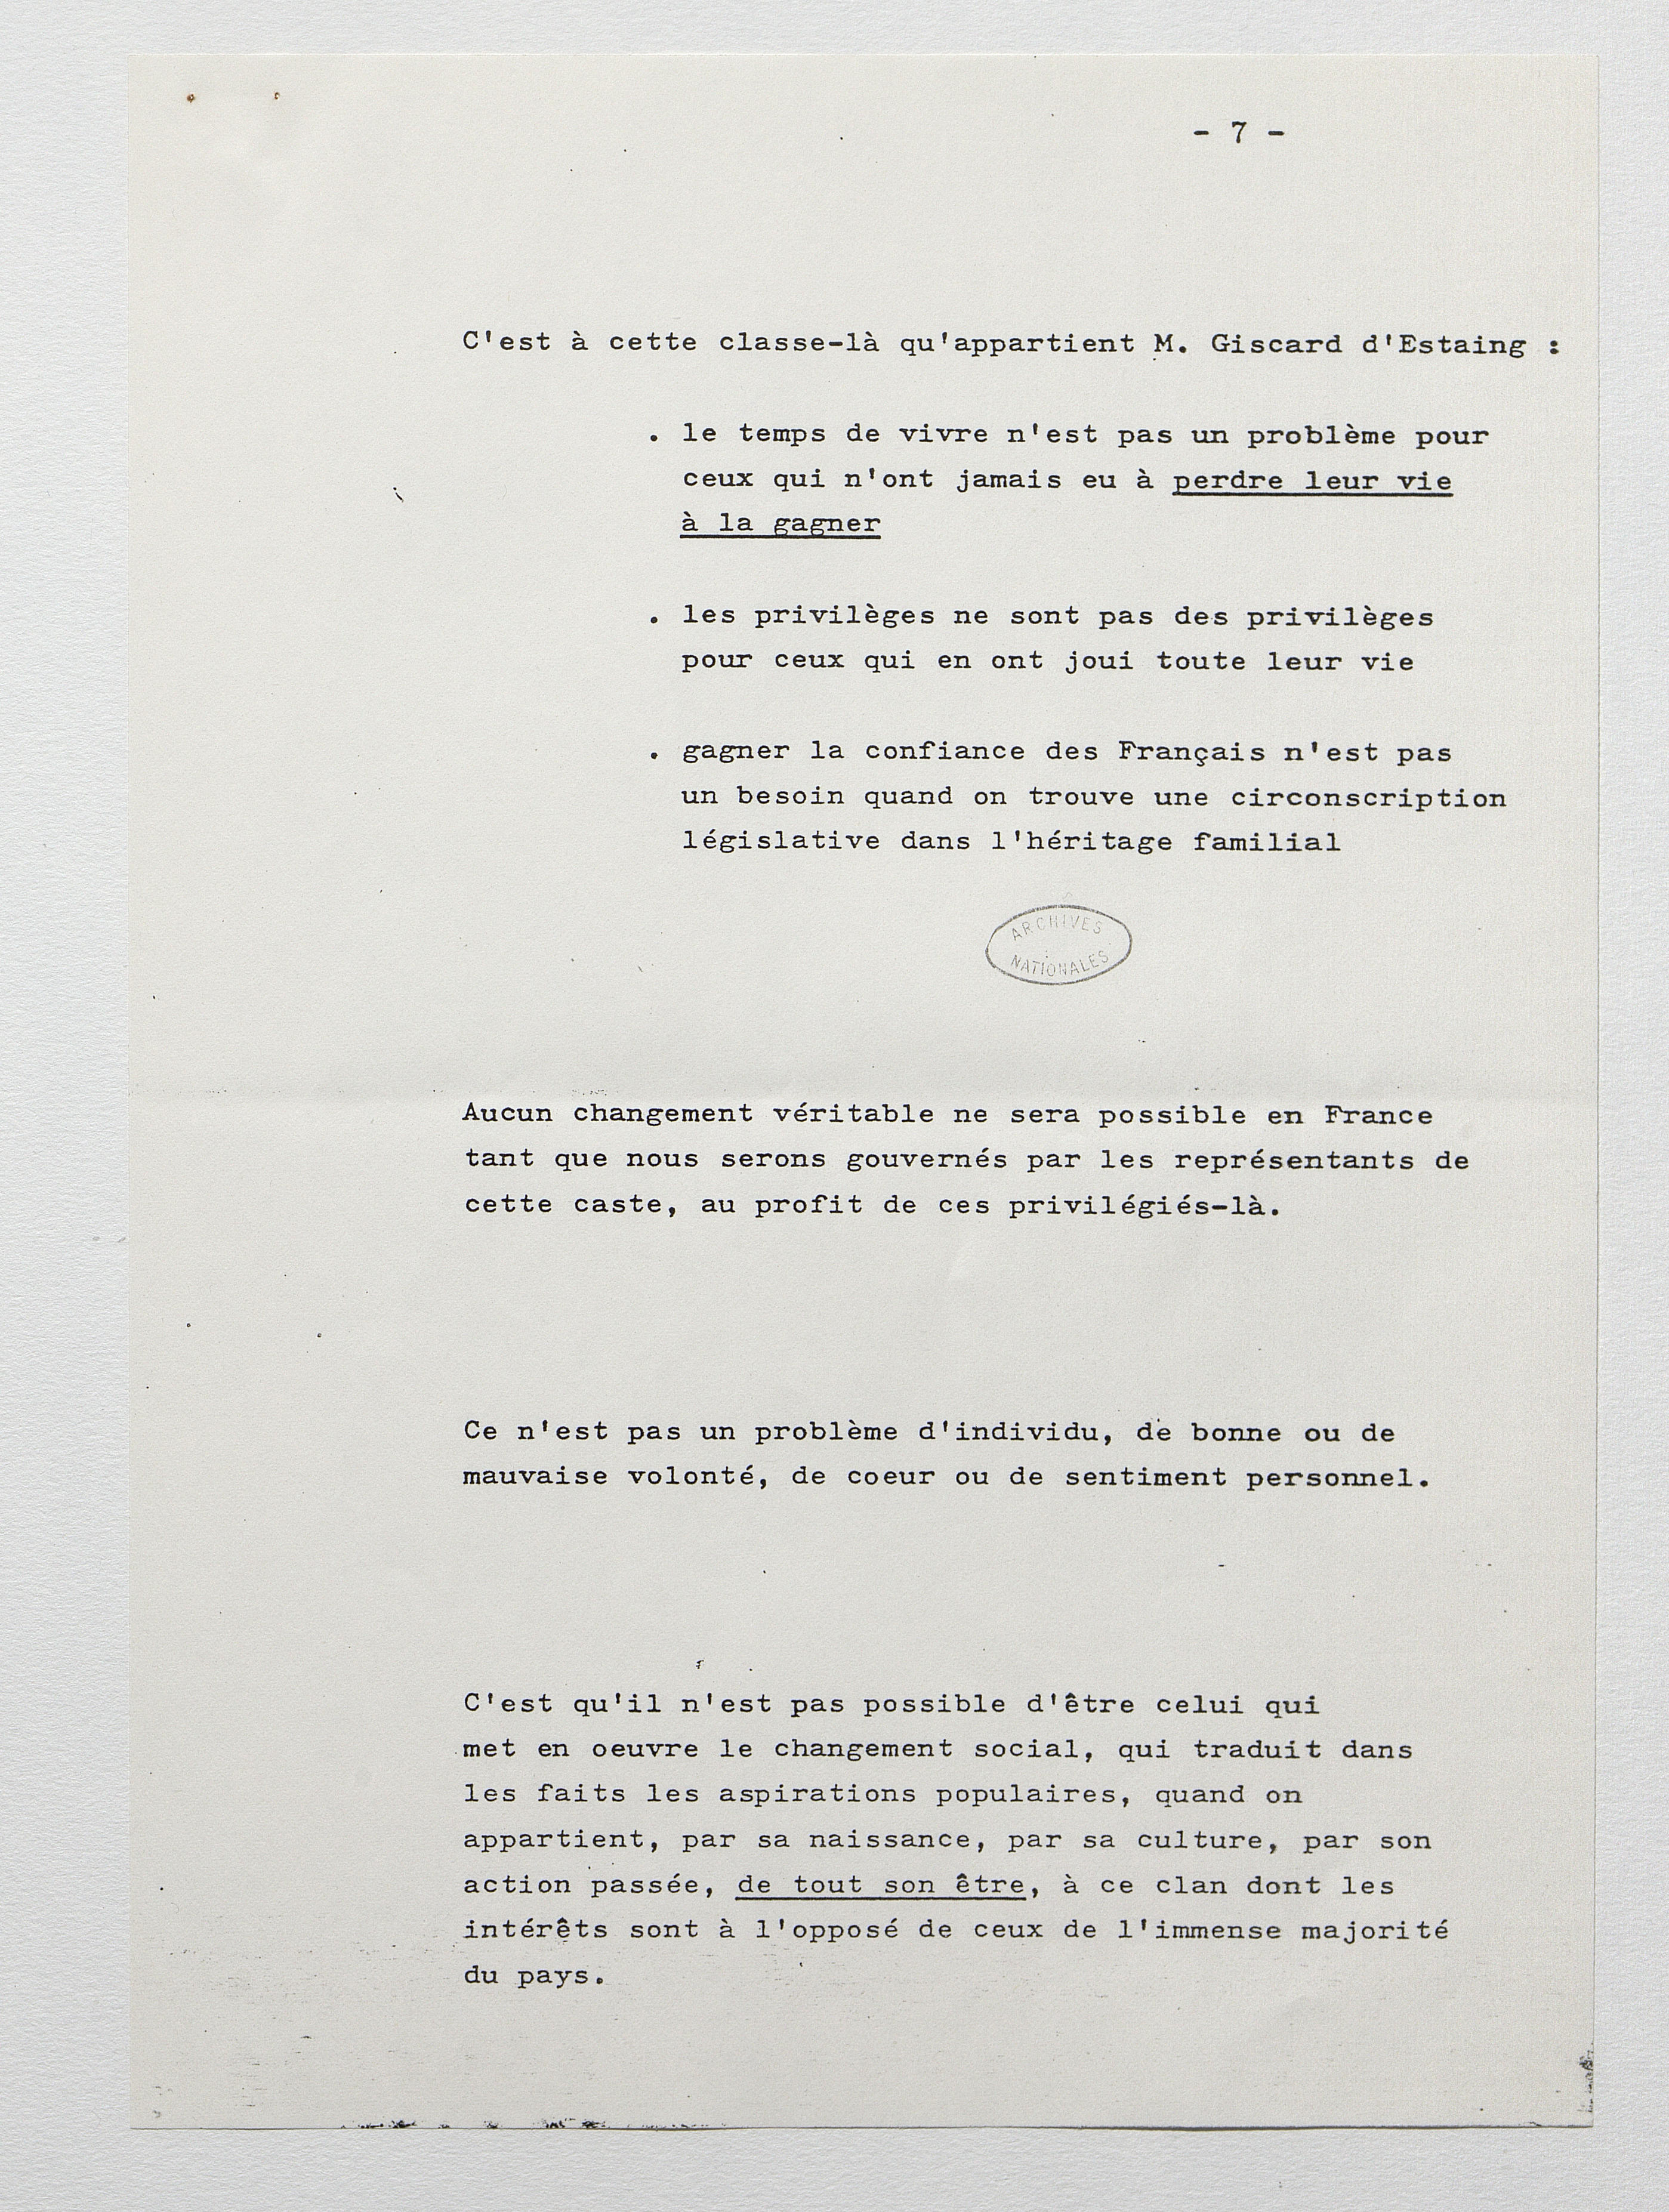 - 7 -
C'est à cette classe-là qu'appartient M. Giscard d'Estaing :
. le temps de vivre n'est pas un problème pour
ceux qui n'ont jamais eu à perdre leur vie
à la gagner
. les privilèges ne sont pas des privilèges
pour ceux qui en ont joui toute leur vie
. gagner la confiance des Français n'est pas
un besoin quand on trouve une circonscription
législative dans l'héritage familial
ARCHIVES
NATIONALES
Aucun changement véritable ne sera possible en France
tant que nous serons gouvernés par les représentants de
cette caste, au profit de ces privilégiés-là.
Ce n'est pas un problème d'individu, de bonne ou de
mauvaise volonté, de coeur ou de sentiment personnel.
C'est qu'il n'est pas possible d'être celui qui
met en oeuvre le changement social, qui traduit dans
les faits les aspirations populaires, quand on
appartient, par sa naissance, par sa culture, par son
action passée, de tout son être, à ce clan dont les
intérêts sont à l'opposé de ceux de l'immense majorité
du pays.